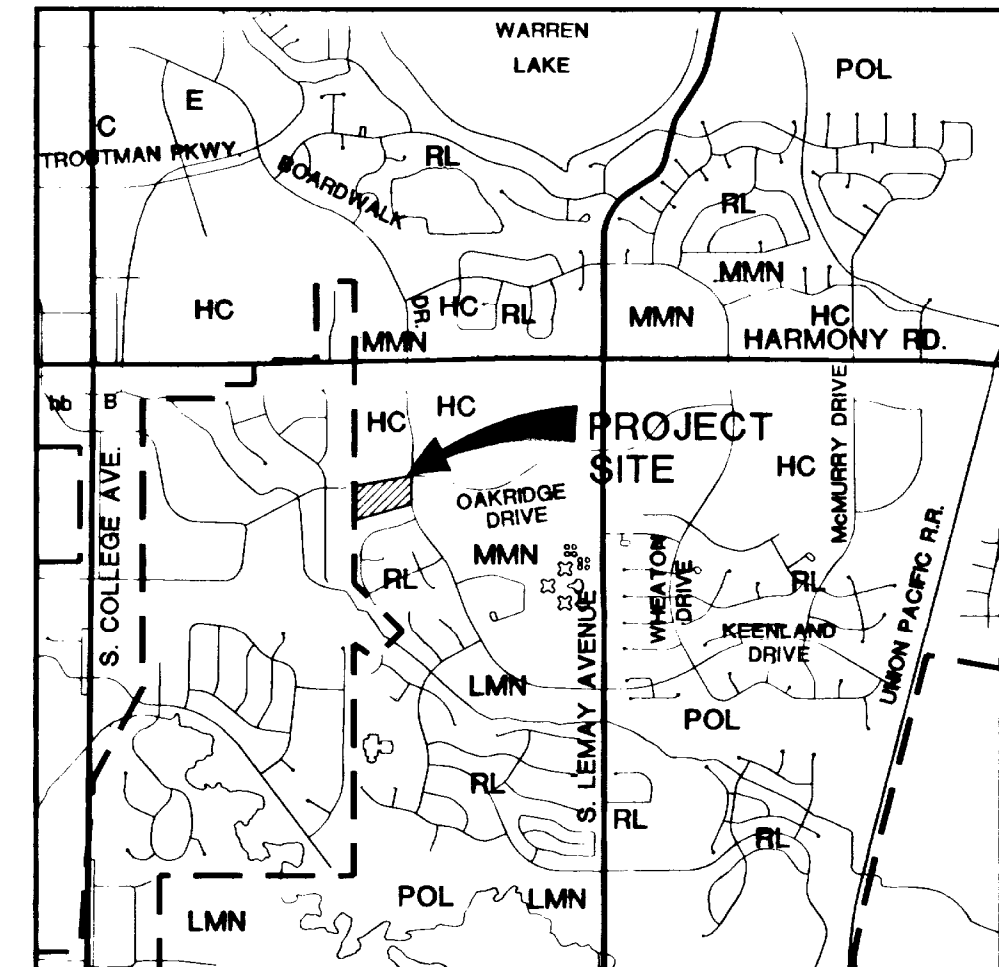 WARREN
LAKE
POL
E
C
TROUTMAN PKWY.
BOARDWALK
RL
RL
MMN
HC
DR.
HC
RL
MMN
HC
MMN
HARMONY RD.
bb
B
HC
HC
PROJECT
SITE
HC
McMURRY DRIVE
OAKRIDGE
DRIVE
S. COLLEGE AVE.
MMN
RL
WHEATON
DRIVE
RL
UNION PACIFIC R.R.
KEENLAND
DRIVE
LMN
S. LEMAY AVENUE
POL
RL
RL
RL
POL
LMN
LMN